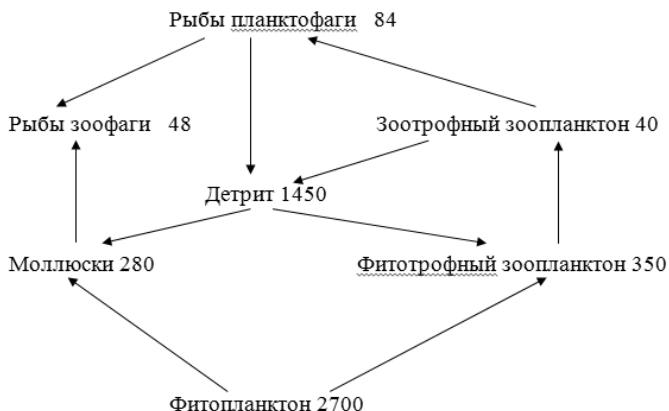 Рыбы планктофаги 84
Рыбы зоофаги 48
Зоотрофный зоопланктон 40
Детрит 1450
Моллюски 280
Фитотрофный зоопланктон 350
Фитопланктон 2700